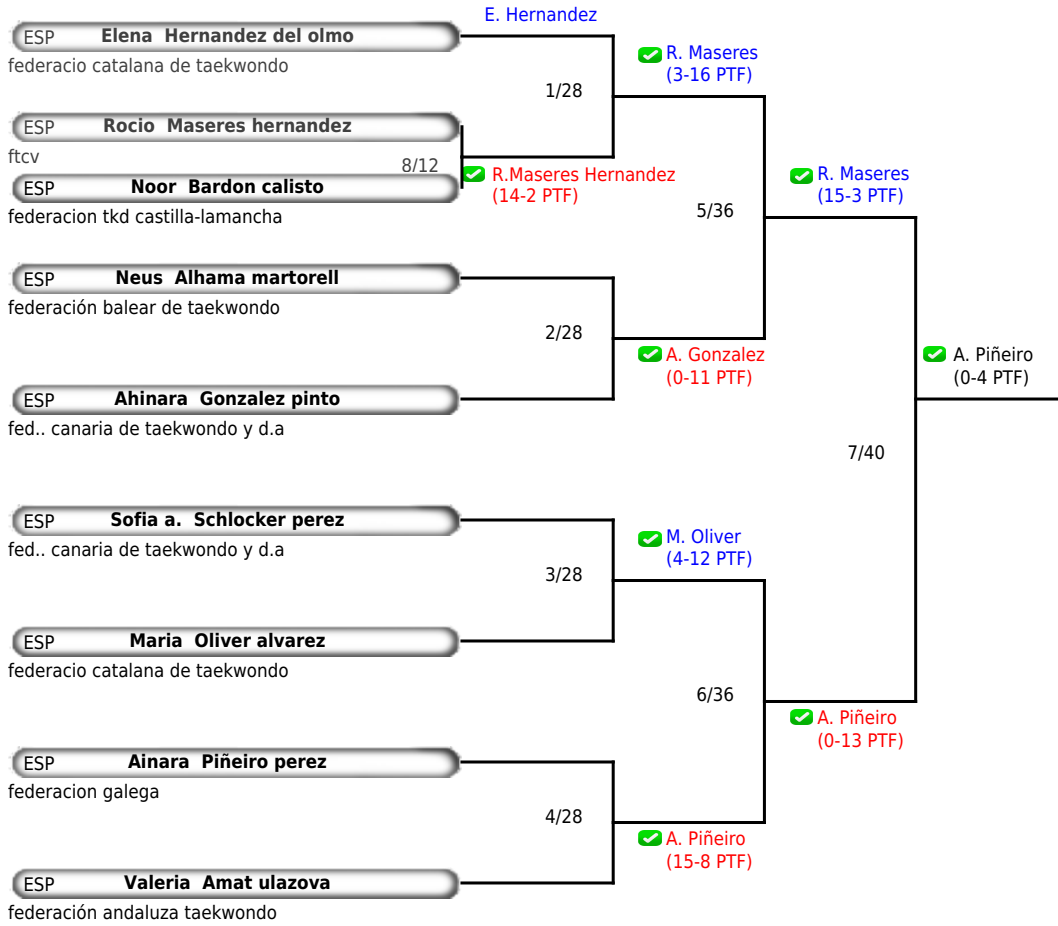 E. Hernandez
ESP Elena Hernandez del olmo
federacio catalana de taekwondo
R. Maseres
(3-16 PTF)
1/28
ESP Rocio Maseres hernandez
ftcv
8/12
R.Maseres Hernandez
(14-2 PTF)
ESP Noor Bardon calisto
federacion tkd castilla-lamancha
R. Maseres
(15-3 PTF)
5/36
ESP Neus Alhama martorell
federación balear de taekwondo
2/28
A. Gonzalez
(0-11 PTF)
A. Piñeiro
(0-4 PTF)
ESP Ahinara Gonzalez pinto
fed.. canaria de taekwondo y d.a
7/40
ESP Sofia a. Schlocker perez
fed.. canaria de taekwondo y d.a
M. Oliver
(4-12 PTF)
3/28
ESP Maria Oliver alvarez
federacio catalana de taekwondo
6/36
A. Piñeiro
(0-13 PTF)
ESP Ainara Piñeiro perez
federacion galega
4/28
A. Piñeiro
(15-8 PTF)
ESP Valeria Amat ulazova
federación andaluza taekwondo